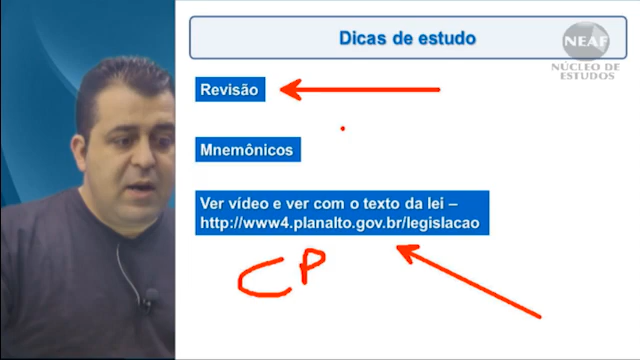 Dicas de estudo
NEAF
NÚCLEO DE
ESTUDOS
Revisão
Mnemônicos
Ver vídeo e ver com o texto da lei –
http://www4.planalto.gov.br/legislacao
CP